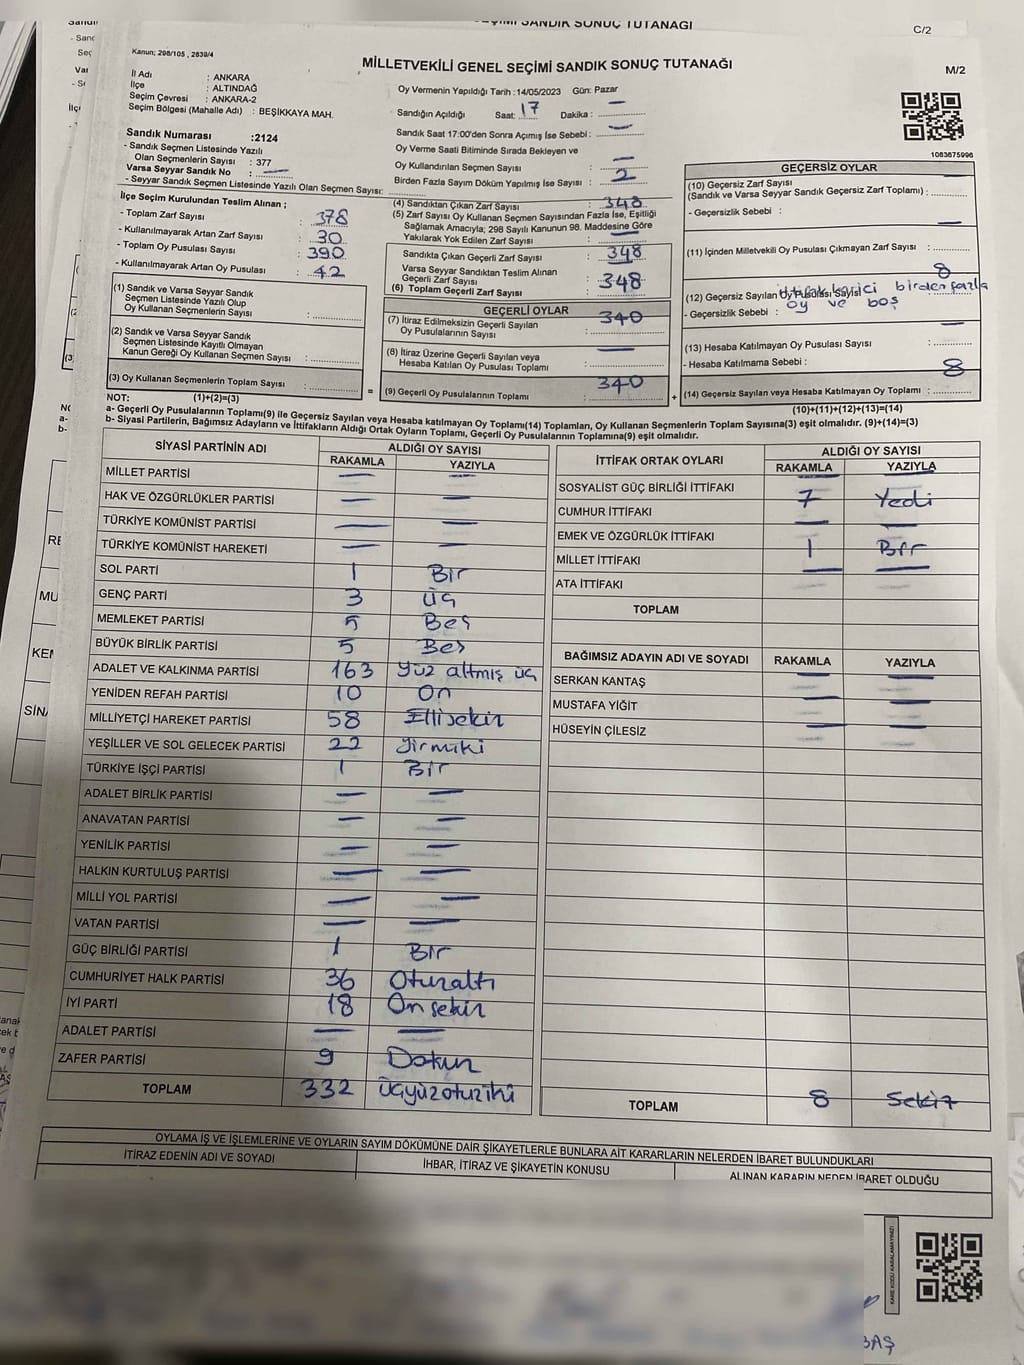 SEÇİMİ SANDIK SONUÇ TUTANAĞI
C/2
Kanun; 298/105 , 2839/4
MİLLETVEKİLİ GENEL SEÇİMİ SANDIK SONUÇ TUTANAĞI
M/2
İl Adı : ANKARA
İlçe : ALTINDAĞ
Seçim Çevresi : ANKARA-2
Seçim Bölgesi (Mahalle Adı) : BEŞİKKAYA MAH.
Oy Vermenin Yapıldığı Tarih : 14/05/2023 Gün: Pazar
Sandığın Açıldığı Saat: 17 Dakika : —
Sandık Saat 17:00'den Sonra Açımış İse Sebebi : —
Oy Verme Saati Bitiminde Sırada Bekleyen ve
Oy Kullandırılan Seçmen Sayısı : —
Birden Fazla Sayım Döküm Yapılmış İse Sayısı : 2
1083675996
Sandık Numarası :2124
- Sandık Seçmen Listesinde Yazılı
Olan Seçmenlerin Sayısı : 377
Varsa Seyyar Sandık No : —
- Seyyar Sandık Seçmen Listesinde Yazılı Olan Seçmen Sayısı:
İlçe Seçim Kurulundan Teslim Alınan ;
- Toplam Zarf Sayısı : 378
- Kullanılmayarak Artan Zarf Sayısı : 30
- Toplam Oy Pusulası Sayısı : 390
- Kullanılmayarak Artan Oy Pusulası : 42
(1) Sandık ve Varsa Seyyar Sandık
Seçmen Listesinde Yazılı Olup
Oy Kullanan Seçmenlerin Sayısı :
(2) Sandık ve Varsa Seyyar Sandık
Seçmen Listesinde Kayıtlı Olmayan
Kanun Gereği Oy Kullanan Seçmen Sayısı :
(3) Oy Kullanan Seçmenlerin Toplam Sayısı :
(1)+(2)=(3)
(4) Sandıktan Çıkan Zarf Sayısı : 348
(5) Zarf Sayısı Oy Kullanan Seçmen Sayısından Fazla İse, Eşitliği
Sağlamak Amacıyla; 298 Sayılı Kanunun 98. Maddesine Göre
Yakılarak Yok Edilen Zarf Sayısı : —
Sandıkta Çıkan Geçerli Zarf Sayısı : 348
Varsa Seyyar Sandıktan Teslim Alınan
Geçerli Zarf Sayısı :
(6) Toplam Geçerli Zarf Sayısı : 348
GEÇERLİ OYLAR
(7) İtiraz Edilmeksizin Geçerli Sayılan
Oy Pusulalarının Sayısı : 340
(8) İtiraz Üzerine Geçerli Sayılan veya
Hesaba Katılan Oy Pusulası Toplamı : —
= (9) Geçerli Oy Pusulalarının Toplamı : 340
GEÇERSİZ OYLAR
(10) Geçersiz Zarf Sayısı
(Sandık ve Varsa Seyyar Sandık Geçersiz Zarf Toplamı) : —
- Geçersizlik Sebebi :
(11) İçinden Milletvekili Oy Pusulası Çıkmayan Zarf Sayısı : —
(12) Geçersiz Sayılan Oy Pusulası Sayısı : 8
- Geçersizlik Sebebi : ittifak harici birden fazla
oy ve boş
(13) Hesaba Katılmayan Oy Pusulası Sayısı : —
- Hesaba Katılmama Sebebi :
+ (14) Geçersiz Sayılan veya Hesaba Katılmayan Oy Toplamı : 8
(10)+(11)+(12)+(13)=(14)
NOT:
a- Geçerli Oy Pusulalarının Toplamı(9) ile Geçersiz Sayılan veya Hesaba katılmayan Oy Toplamı(14) Toplamları, Oy Kullanan Seçmenlerin Toplam Sayısına(3) eşit olmalıdır. (9)+(14)=(3)
b- Siyasi Partilerin, Bağımsız Adayların ve İttifakların Aldığı Ortak Oyların Toplamı, Geçerli Oy Pusulalarının Toplamına(9) eşit olmalıdır.
SİYASİ PARTİNİN ADI ALDIĞI OY SAYISI
RAKAMLA YAZIYLA
MİLLET PARTİSİ — —
HAK VE ÖZGÜRLÜKLER PARTİSİ — —
TÜRKİYE KOMÜNİST PARTİSİ — —
TÜRKİYE KOMÜNİST HAREKETİ — —
SOL PARTİ 1 Bir
GENÇ PARTİ 3 üç
MEMLEKET PARTİSİ 5 Beş
BÜYÜK BİRLİK PARTİSİ 5 Beş
ADALET VE KALKINMA PARTİSİ 163 yüz altmış üç
YENİDEN REFAH PARTİSİ 10 On
MİLLİYETÇİ HAREKET PARTİSİ 58 Ellisekiz
YEŞİLLER VE SOL GELECEK PARTİSİ 22 yirmiki
TÜRKİYE İŞÇİ PARTİSİ 1 Bir
ADALET BİRLİK PARTİSİ — —
ANAVATAN PARTİSİ — —
YENİLİK PARTİSİ — —
HALKIN KURTULUŞ PARTİSİ — —
MİLLİ YOL PARTİSİ — —
VATAN PARTİSİ — —
GÜÇ BİRLİĞİ PARTİSİ 1 Bir
CUMHURİYET HALK PARTİSİ 36 Otuzaltı
İYİ PARTİ 18 Onsekiz
ADALET PARTİSİ — —
ZAFER PARTİSİ 9 Dokuz
TOPLAM 332 üçyüzotuziki
İTTİFAK ORTAK OYLARI ALDIĞI OY SAYISI
RAKAMLA YAZIYLA
SOSYALİST GÜÇ BİRLİĞİ İTTİFAKI — —
CUMHUR İTTİFAKI 7 Yedi
EMEK VE ÖZGÜRLÜK İTTİFAKI — —
MİLLET İTTİFAKI 1 Bir
ATA İTTİFAKI — —
TOPLAM
BAĞIMSIZ ADAYIN ADI VE SOYADI RAKAMLA YAZIYLA
SERKAN KANTAŞ — —
MUSTAFA YİĞİT — —
HÜSEYİN ÇİLESİZ — —
TOPLAM 8 Sekiz
OYLAMA İŞ VE İŞLEMLERİNE VE OYLARIN SAYIM DÖKÜMÜNE DAİR ŞİKAYETLERLE BUNLARA AİT KARARLARIN NELERDEN İBARET BULUNDUKLARI
İTİRAZ EDENİN ADI VE SOYADI İHBAR, İTİRAZ VE ŞİKAYETİN KONUSU ALINAN KARARIN NEDEN İBARET OLDUĞU
KARE KODU KARALAMAYINIZ!